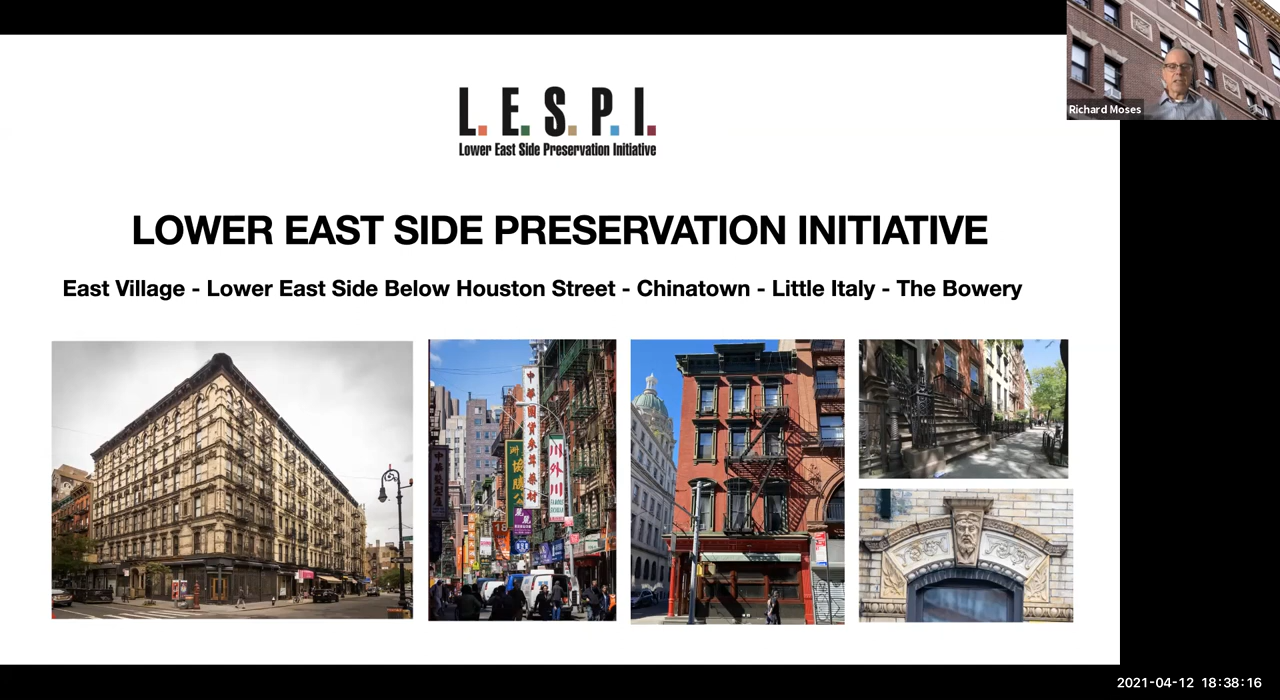 L.E.S.P.I.
Lower East Side Preservation Initiative
Richard Moses
LOWER EAST SIDE PRESERVATION INITIATIVE
East Village - Lower East Side Below Houston Street - Chinatown - Little Italy - The Bowery
2021-04-12 18:38:16